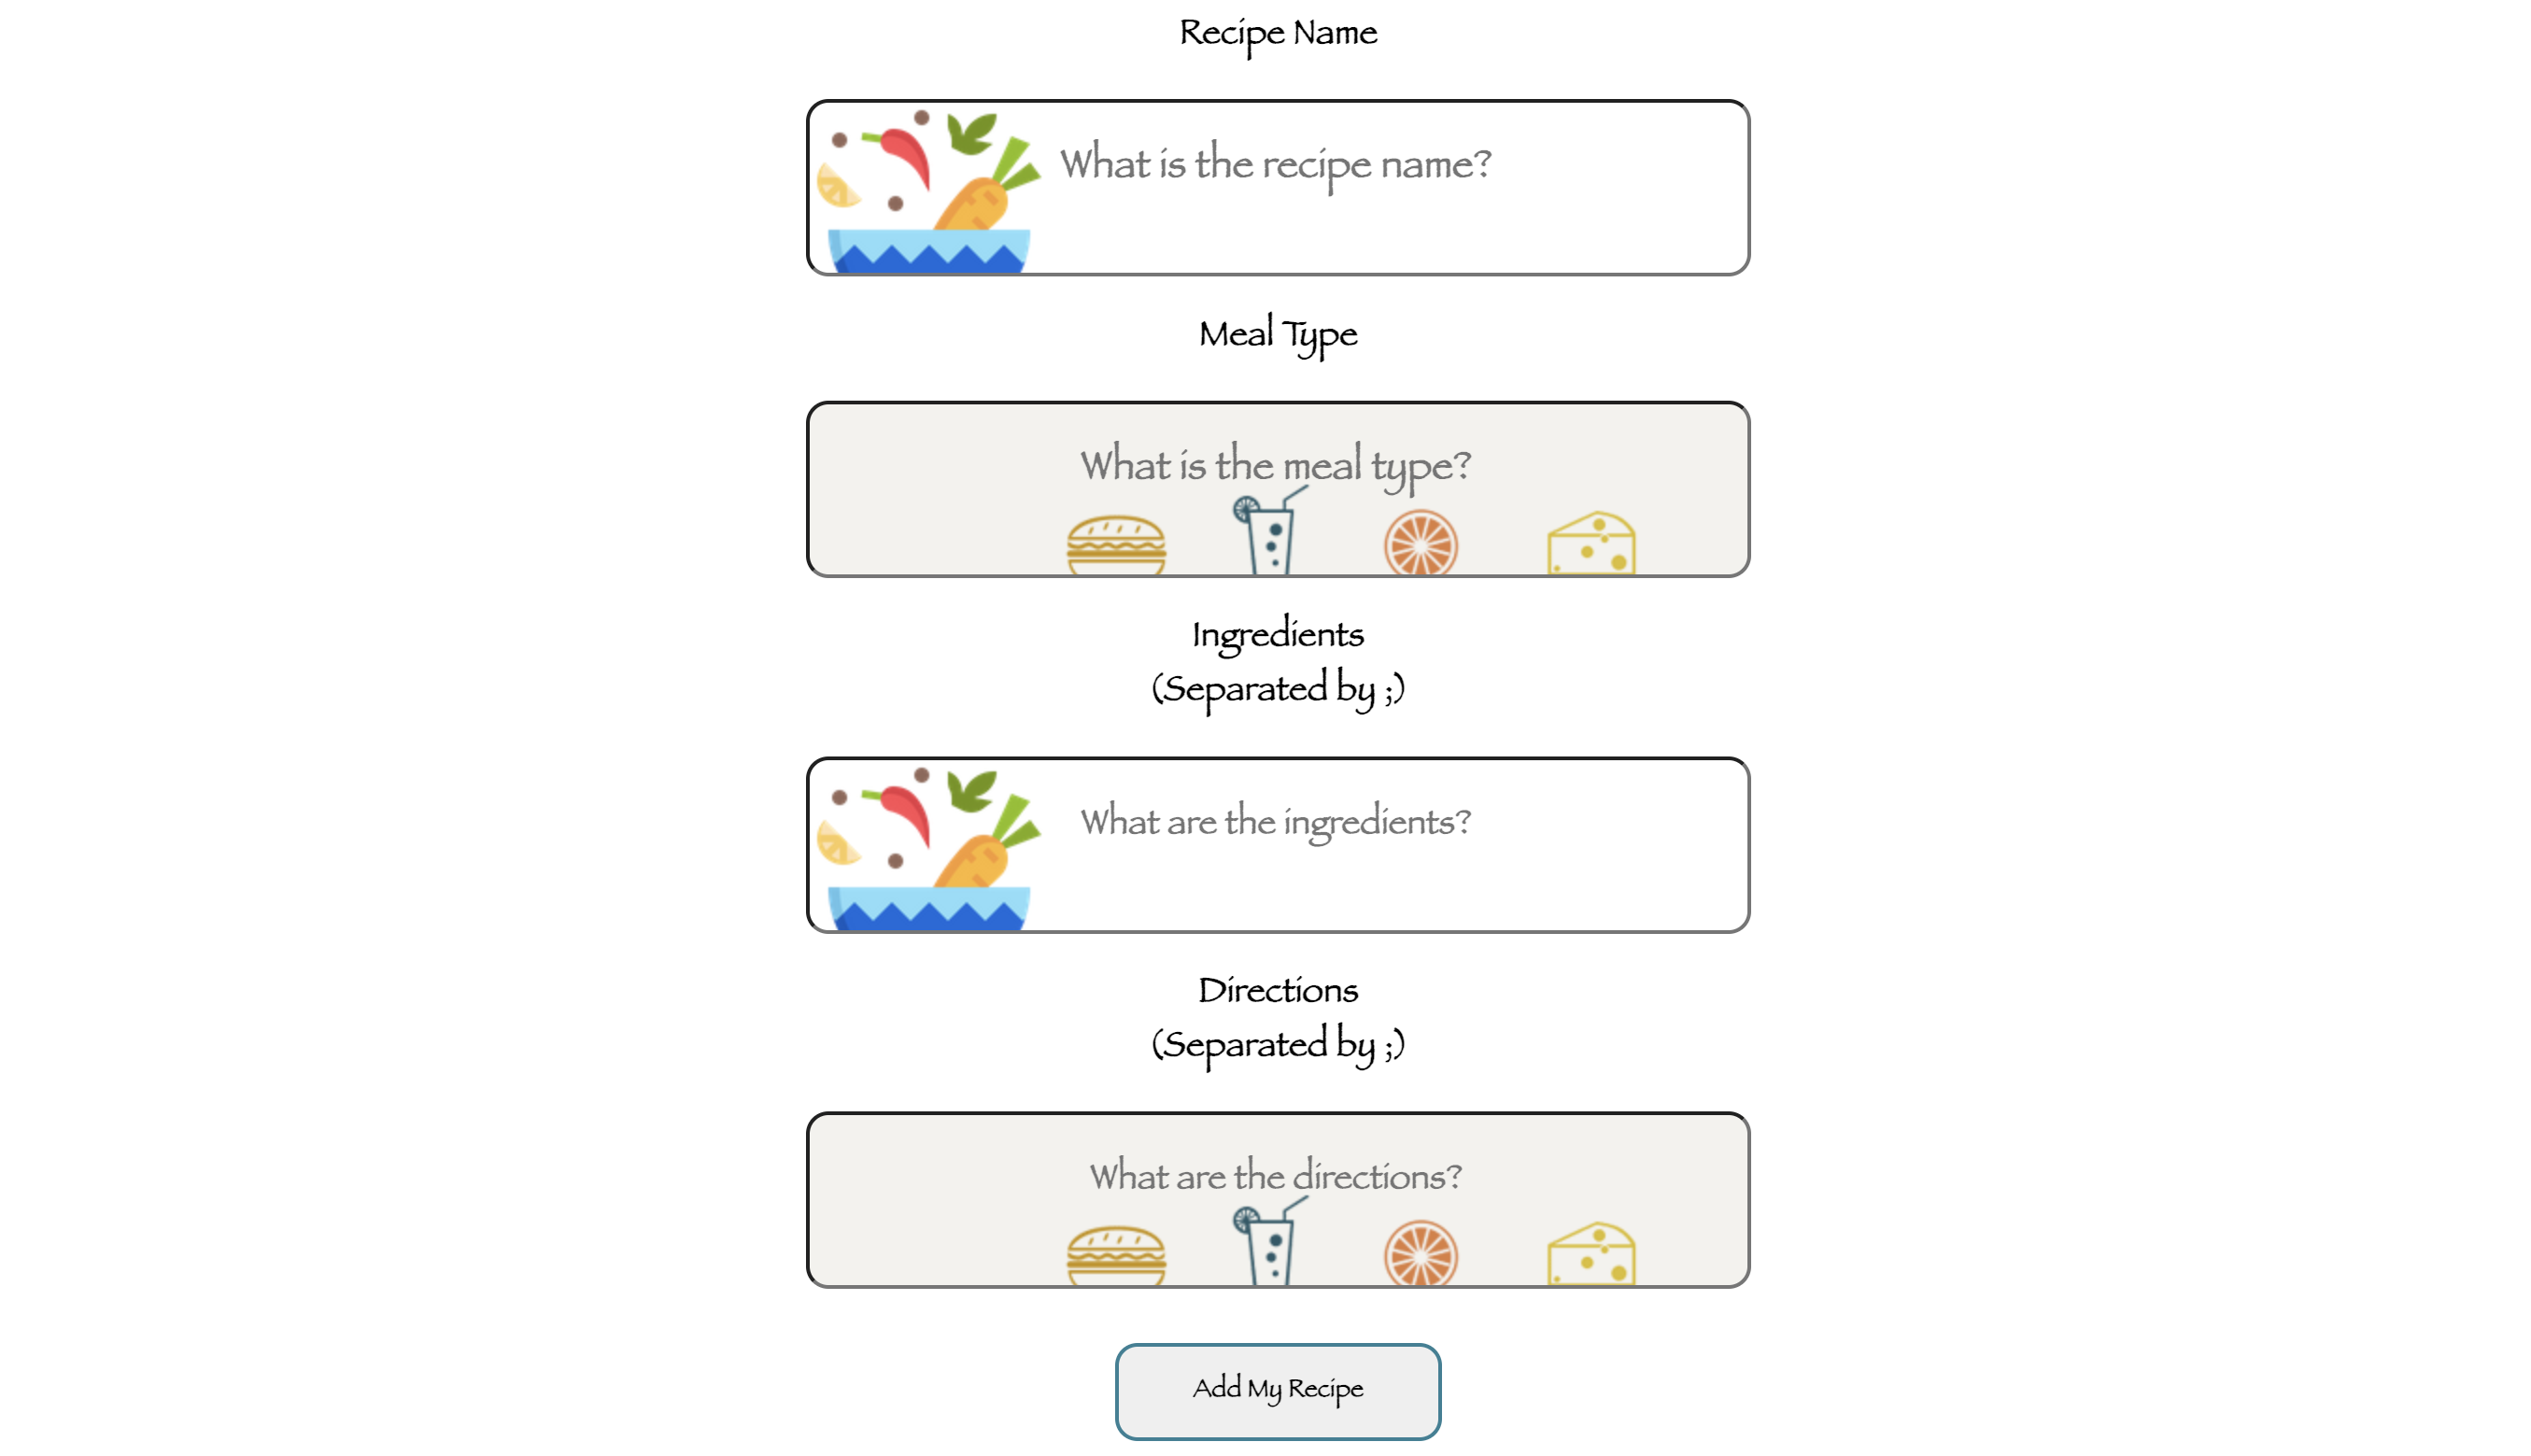 Recipe Name
What is the recipe name?
Meal Type
What is the meal type?
Ingredients
(Separated by ;)
What are the ingredients?
Directions
(Separated by ;)
What are the directions?
Add My Recipe